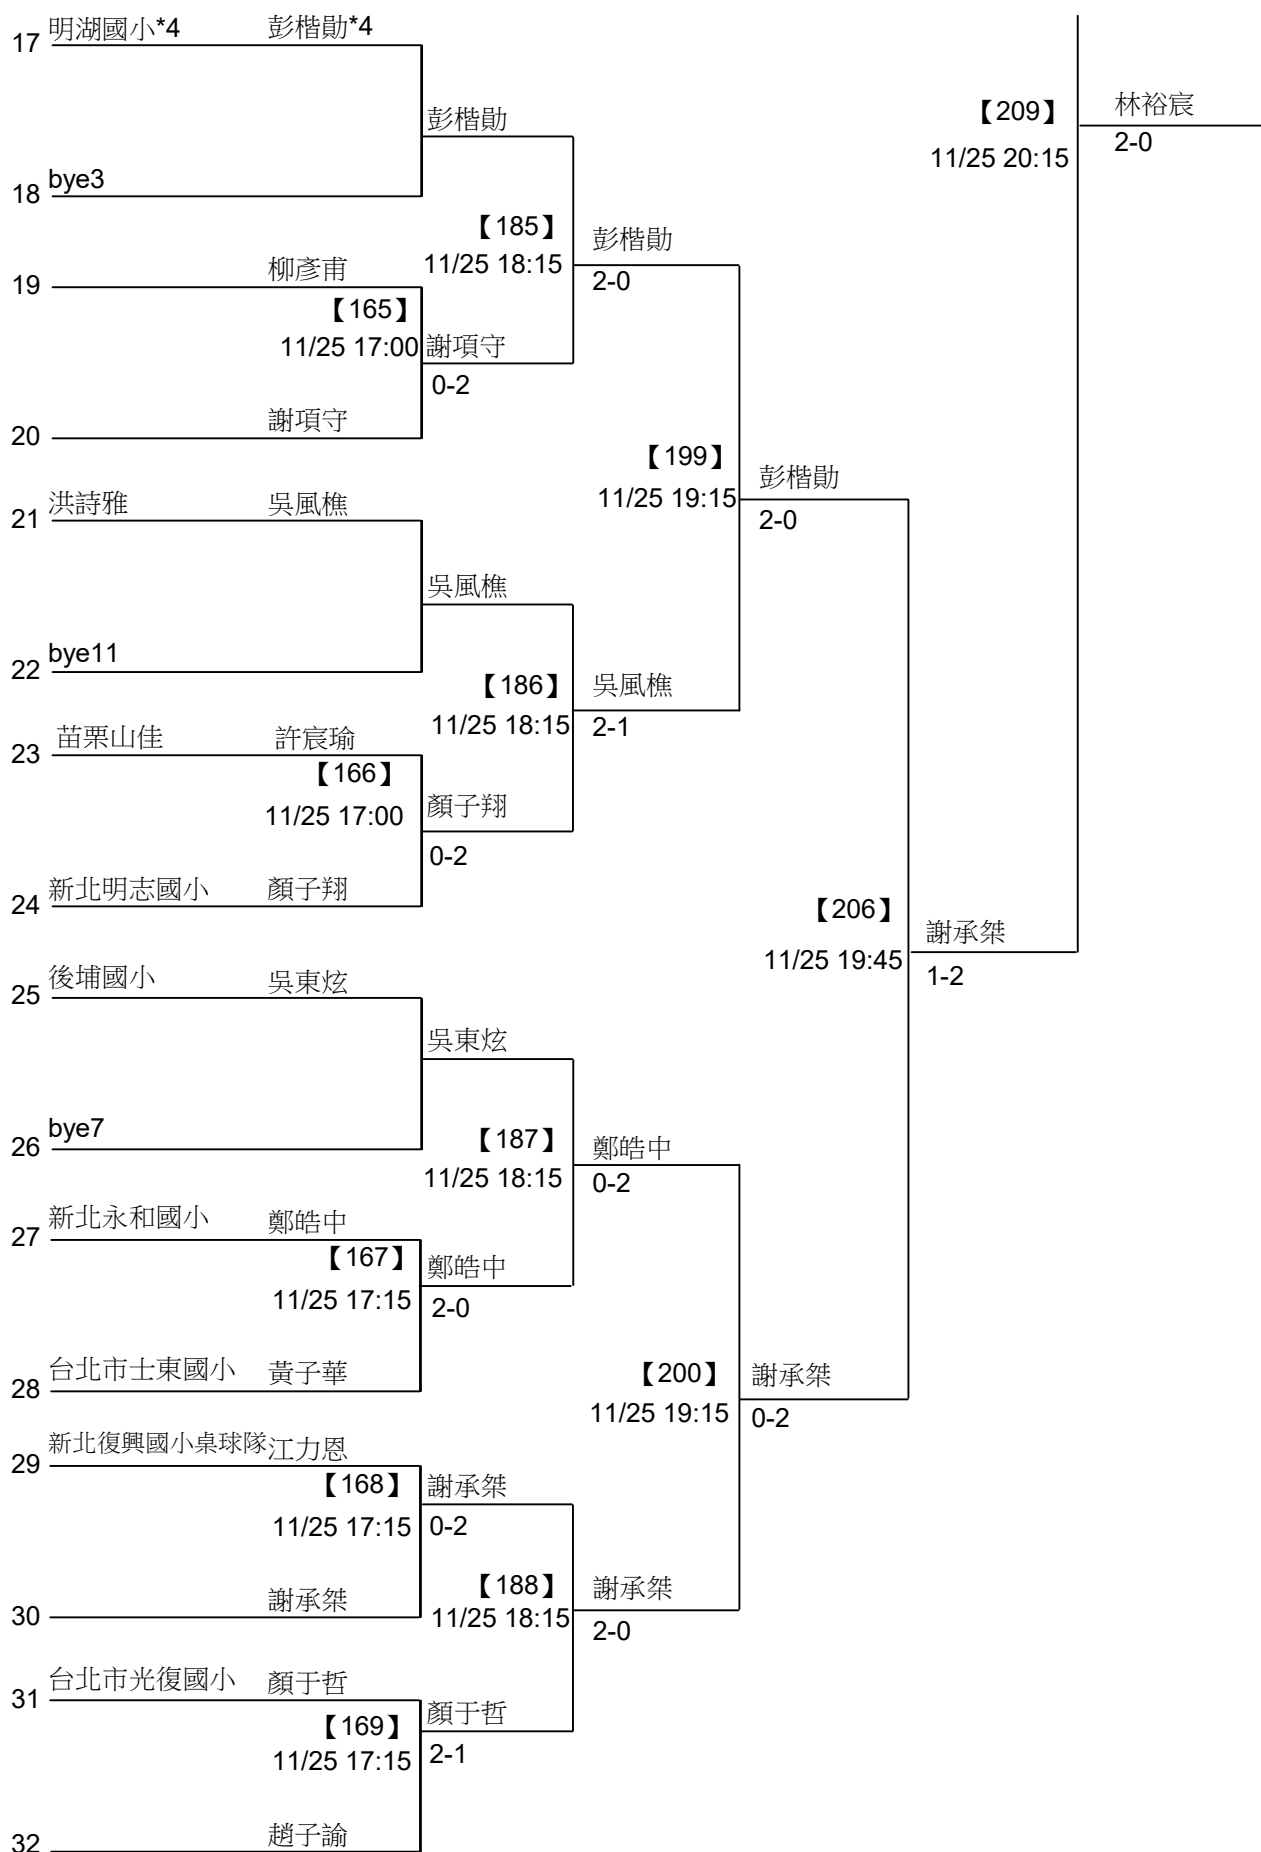 17 明湖國小*4 彭楷勛*4
【209】 林裕宸
11/25 20:15 2-0
彭楷勛
18 bye3
【185】 彭楷勛
11/25 18:15 2-0
19 柳彥甫
【165】
11/25 17:00 謝項守
0-2
20 謝項守
【199】 彭楷勛
11/25 19:15 2-0
21 洪詩雅 吳風樵
吳風樵
22 bye11
【186】 吳風樵
11/25 18:15 2-1
23 苗栗山佳 許宸瑜
【166】
11/25 17:00 顏子翔
0-2
24 新北明志國小 顏子翔
【206】 謝承桀
11/25 19:45 1-2
25 後埔國小 吳東炫
吳東炫
26 bye7
【187】 鄭皓中
11/25 18:15 0-2
27 新北永和國小 鄭皓中
【167】 鄭皓中
11/25 17:15 2-0
28 台北市士東國小 黃子華
【200】 謝承桀
11/25 19:15 0-2
29 新北復興國小桌球隊 江力恩
【168】 謝承桀
11/25 17:15 0-2
30 謝承桀
【188】 謝承桀
11/25 18:15 2-0
31 台北市光復國小 顏于哲
【169】 顏于哲
11/25 17:15 2-1
32 趙子諭